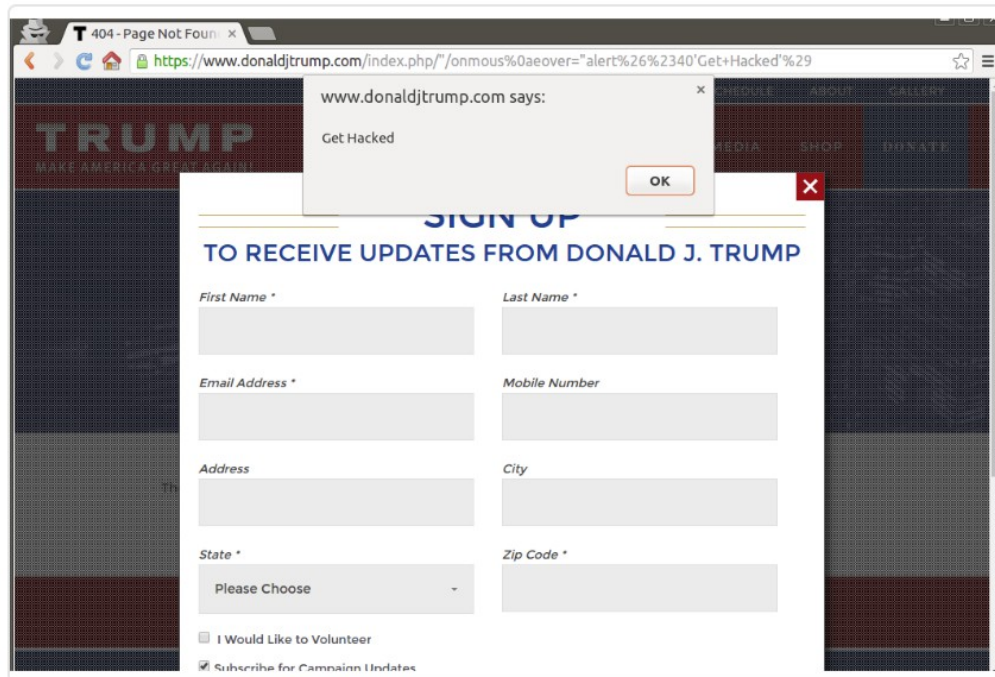 T 404 - Page Not Foun
https://www.donaldjtrump.com/index.php/"/onmous%0aeover="alert%26%2340'Get+Hacked'%29
www.donaldjtrump.com says:
Get Hacked
OK
SCHEDULE ABOUT GALLERY
TRUMP
MAKE AMERICA GREAT AGAIN!
MEDIA SHOP DONATE
SIGN UP
TO RECEIVE UPDATES FROM DONALD J. TRUMP
First Name * Last Name *
Email Address * Mobile Number
Address City
Th
State * Zip Code *
Please Choose
I Would Like to Volunteer
Subscribe for Campaign Updates